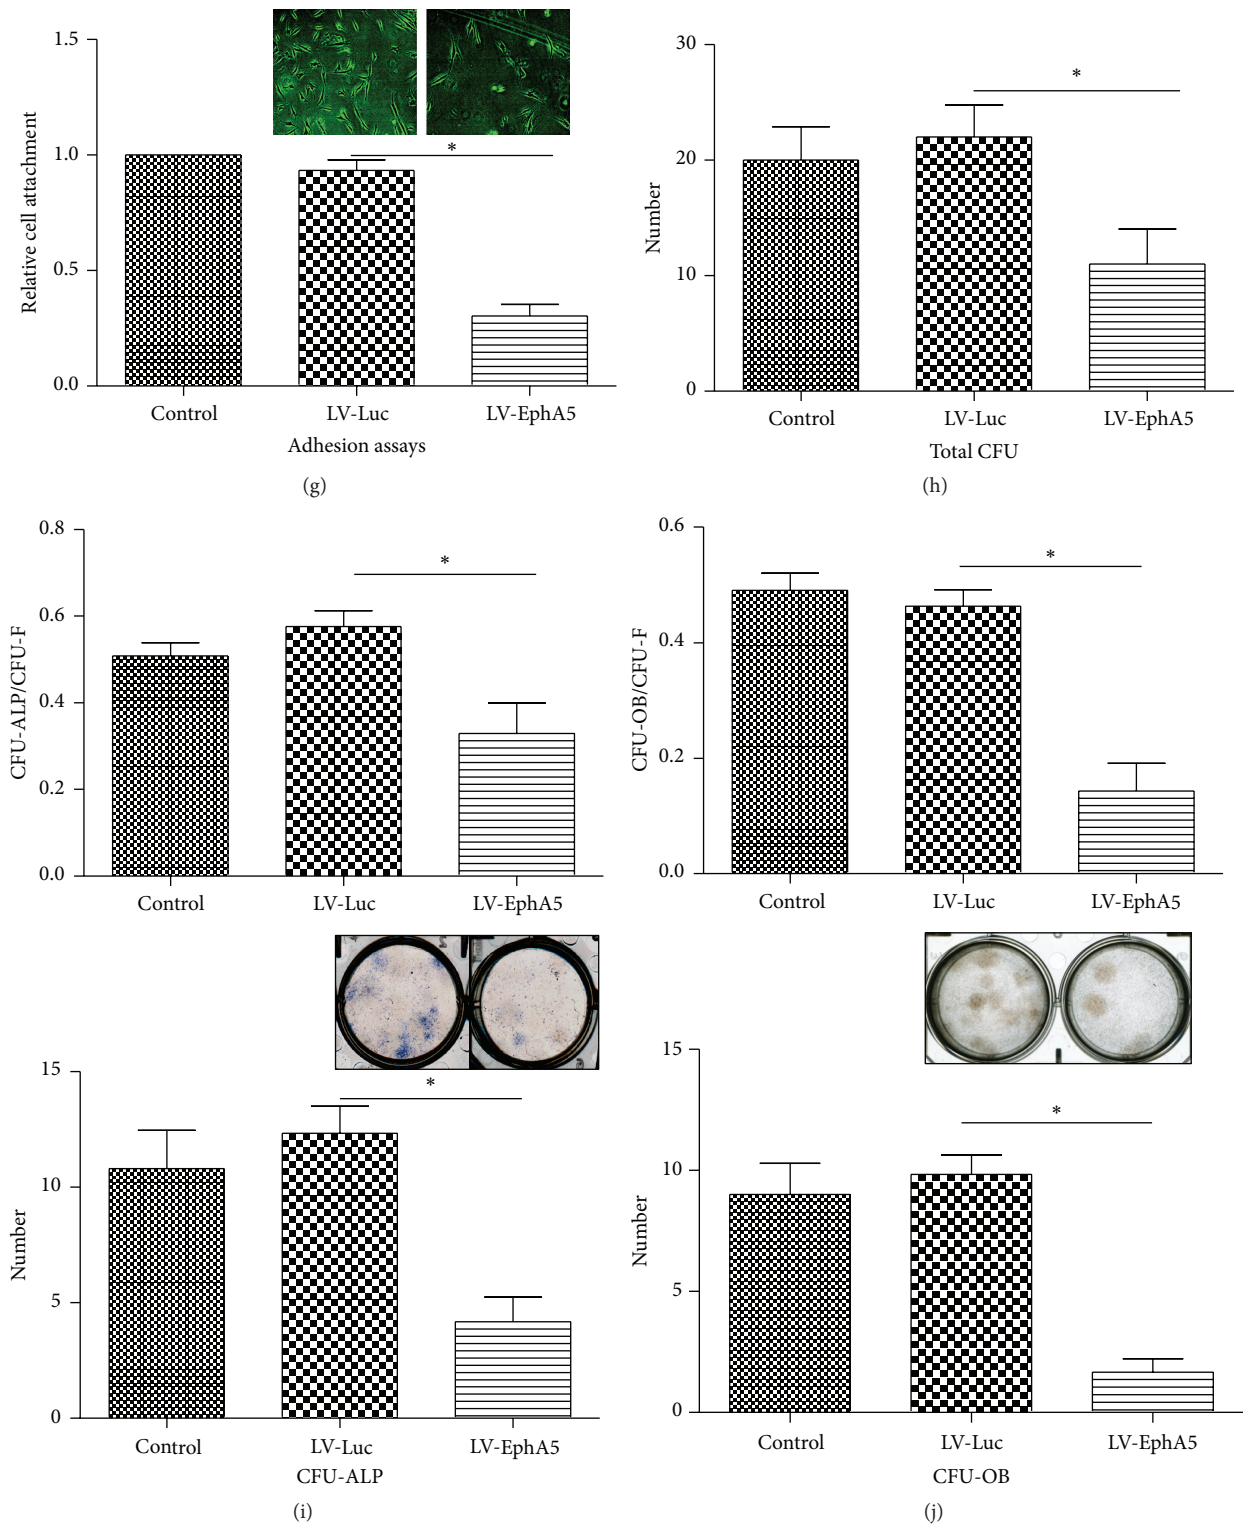 1.5
1.0
0.5
0.0
Relative cell attachment
*
Control
LV-Luc
LV-EphA5
Adhesion assays
(g)
30
20
10
0
Number
*
Control
LV-Luc
LV-EphA5
Total CFU
(h)
0.8
0.6
0.4
0.2
0.0
CFU-ALP/CFU-F
*
Control
LV-Luc
LV-EphA5
15
10
5
0
Number
*
Control
LV-Luc
LV-EphA5
CFU-ALP
(i)
0.6
0.4
0.2
0.0
CFU-OB/CFU-F
*
Control
LV-Luc
LV-EphA5
15
10
5
0
Number
*
Control
LV-Luc
LV-EphA5
CFU-OB
(j)